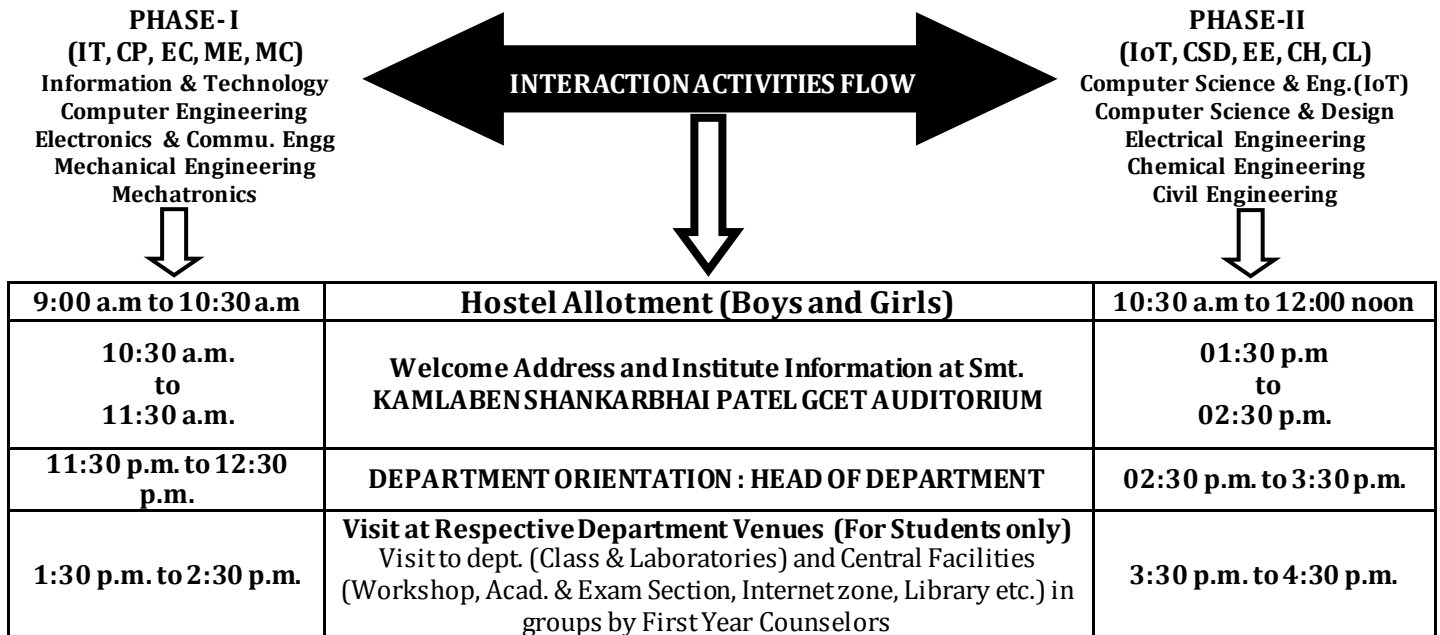 PHASE-I
(IT, CP, EC, ME, MC)
Information & Technology
Computer Engineering
Electronics & Commu. Engg
Mechanical Engineering
Mechatronics
INTERACTION ACTIVITIES FLOW
PHASE-II
(IoT, CSD, EE, CH, CL)
Computer Science & Eng.(IoT)
Computer Science & Design
Electrical Engineering
Chemical Engineering
Civil Engineering
9:00 a.m to 10:30 a.m
Hostel Allotment (Boys and Girls)
10:30 a.m to 12:00 noon
10:30 a.m.
to
11:30 a.m.
Welcome Address and Institute Information at Smt.
KAMLABEN SHANKARBHAI PATEL GCET AUDITORIUM
01:30 p.m
to
02:30 p.m.
11:30 p.m. to 12:30
p.m.
DEPARTMENT ORIENTATION : HEAD OF DEPARTMENT
02:30 p.m. to 3:30 p.m.
1:30 p.m. to 2:30 p.m.
Visit at Respective Department Venues (For Students only)
Visit to dept. (Class & Laboratories) and Central Facilities
(Workshop, Acad. & Exam Section, Internet zone, Library etc.) in
groups by First Year Counselors
3:30 p.m. to 4:30 p.m.